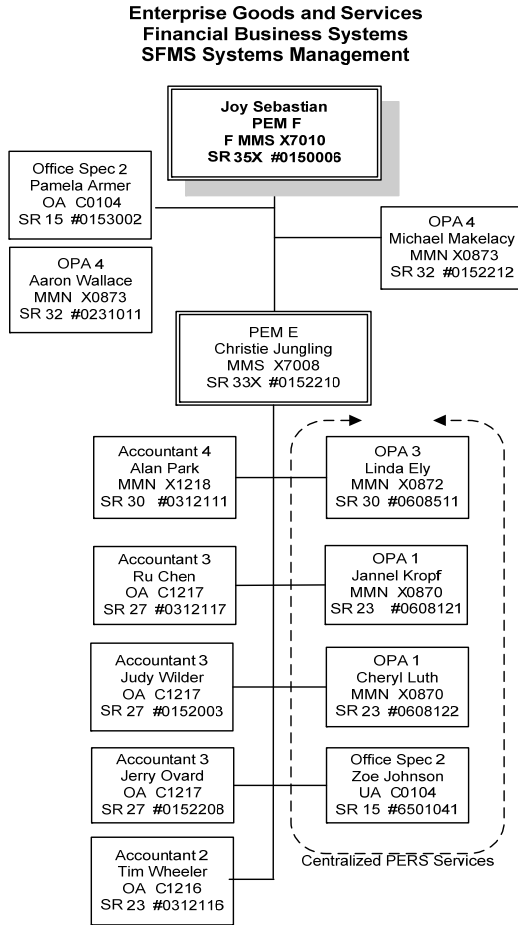 Enterprise Goods and Services
Financial Business Systems
SFMS Systems Management
Joy Sebastian
PEM F
F MMS X7010
SR 35X #0150006
Office Spec 2
Pamela Armer
OA C0104
SR 15 #0153002
OPA 4
Michael Makelacy
MMN X0873
SR 32 #0152212
OPA 4
Aaron Wallace
MMN X0873
SR 32 #0231011
PEM E
Christie Jungling
MMS X7008
SR 33X #0152210
Accountant 4
Alan Park
MMN X1218
SR 30 #0312111
OPA 3
Linda Ely
MMN X0872
SR 30 #0608511
Accountant 3
Ru Chen
OA C1217
SR 27 #0312117
OPA 1
Jannel Kropf
MMN X0870
SR 23 #0608121
Accountant 3
Judy Wilder
OA C1217
SR 27 #0152003
OPA 1
Cheryl Luth
MMN X0870
SR 23 #0608122
Accountant 3
Jerry Ovard
OA C1217
SR 27 #0152208
Office Spec 2
Zoe Johnson
UA C0104
SR 15 #6501041
Accountant 2
Tim Wheeler
OA C1216
SR 23 #0312116
Centralized PERS Services